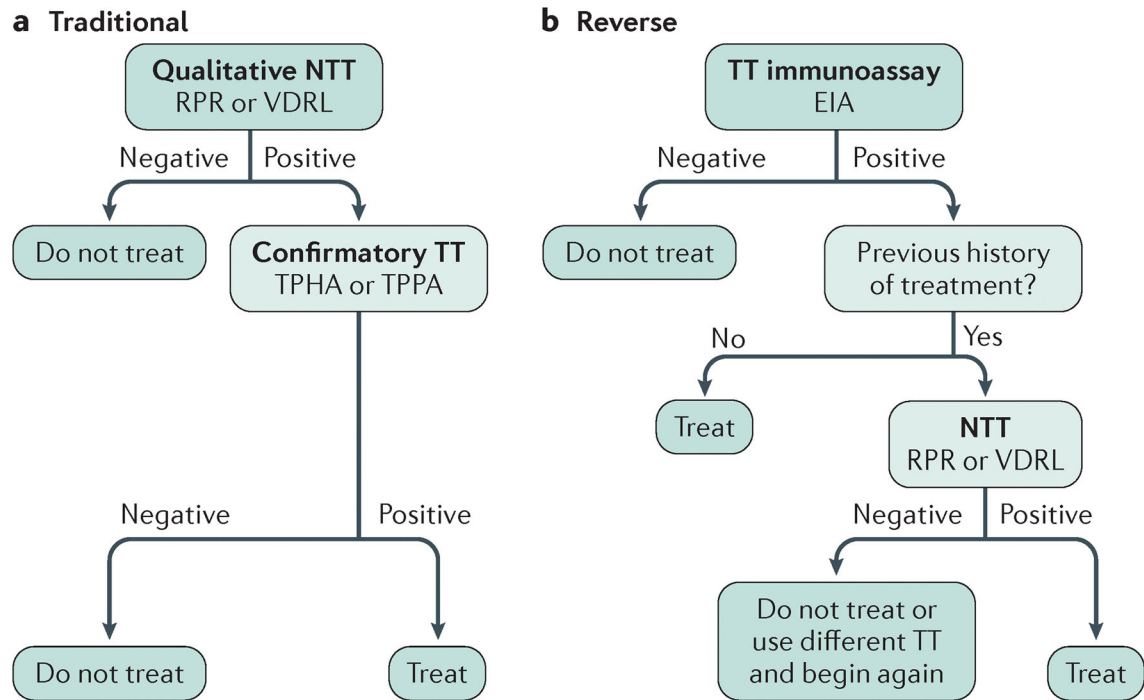 a Traditional
Qualitative NTT
RPR or VDRL
Negative
Positive
Do not treat
Confirmatory TT
TPHA or TPPA
Negative
Positive
Do not treat
Treat
b Reverse
TT immunoassay
EIA
Negative
Positive
Do not treat
Previous history
of treatment?
No
Yes
Treat
NTT
RPR or VDRL
Negative
Positive
Do not treat or
use different TT
and begin again
Treat